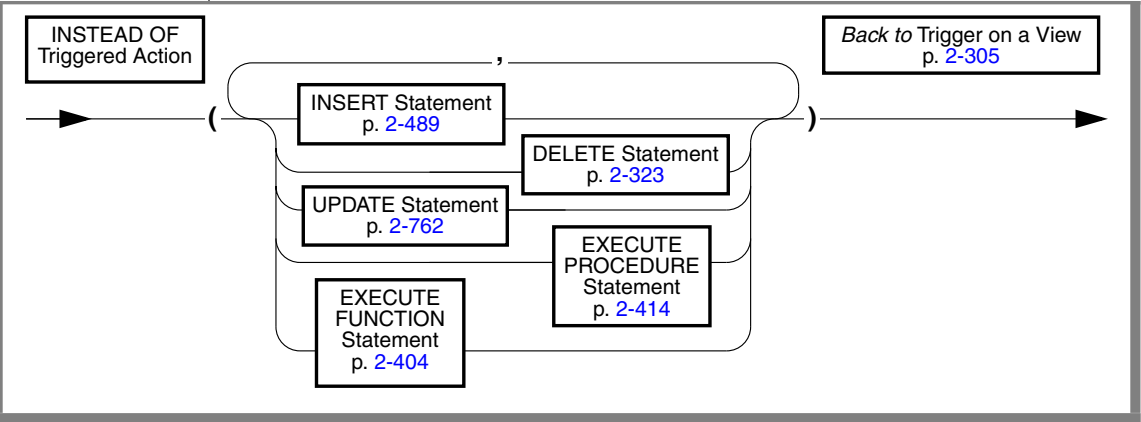 INSTEAD OF
Triggered Action
Back to Trigger on a View
p. 2-305
,
(
INSERT Statement
p. 2-489
)
DELETE Statement
p. 2-323
UPDATE Statement
p. 2-762
EXECUTE
PROCEDURE
Statement
p. 2-414
EXECUTE
FUNCTION
Statement
p. 2-404